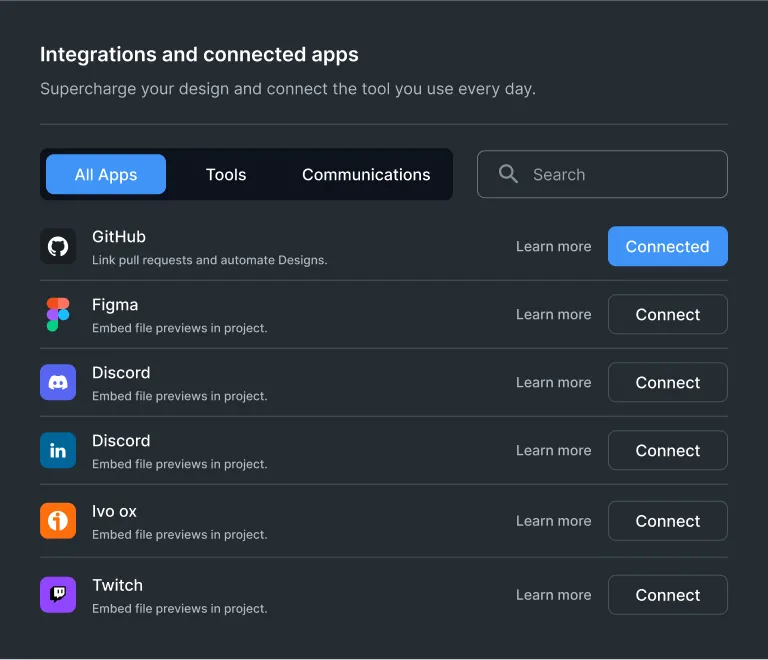 Integrations and connected apps
Supercharge your design and connect the tool you use every day.
All Apps Tools Communications Search
GitHub
Link pull requests and automate Designs.
Learn more Connected
Figma
Embed file previews in project.
Learn more Connect
Discord
Embed file previews in project.
Learn more Connect
in
Discord
Embed file previews in project.
Learn more Connect
Ivo ox
Embed file previews in project.
Learn more Connect
Twitch
Embed file previews in project.
Learn more Connect